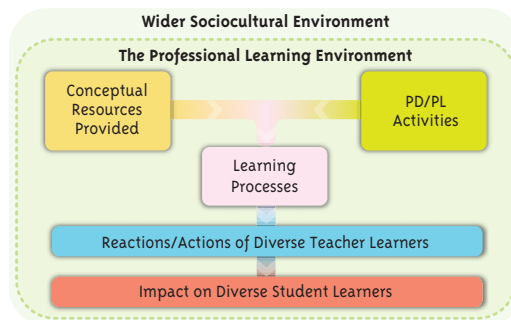 Wider Sociocultural Environment
The Professional Learning Environment
Conceptual
Resources
Provided
PD/PL
Activities
Learning
Processes
Reactions/Actions of Diverse Teacher Learners
Impact on Diverse Student Learners